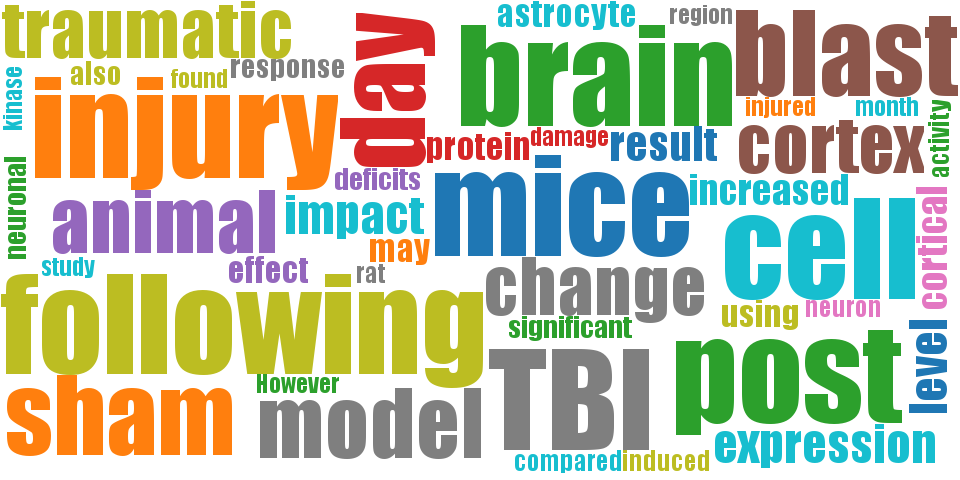 traumatic
astrocyte
region
day
brain
blast
also
found
response
kinase
injury
injured
month
activity
protein
damage
result
cortex
neuronal
deficits
mice
increased
animal
impact
cell
cortical
may
study
effect
rat
change
using
neuron
following
significant
level
However
TBI
post
sham
model
expression
compared
induced